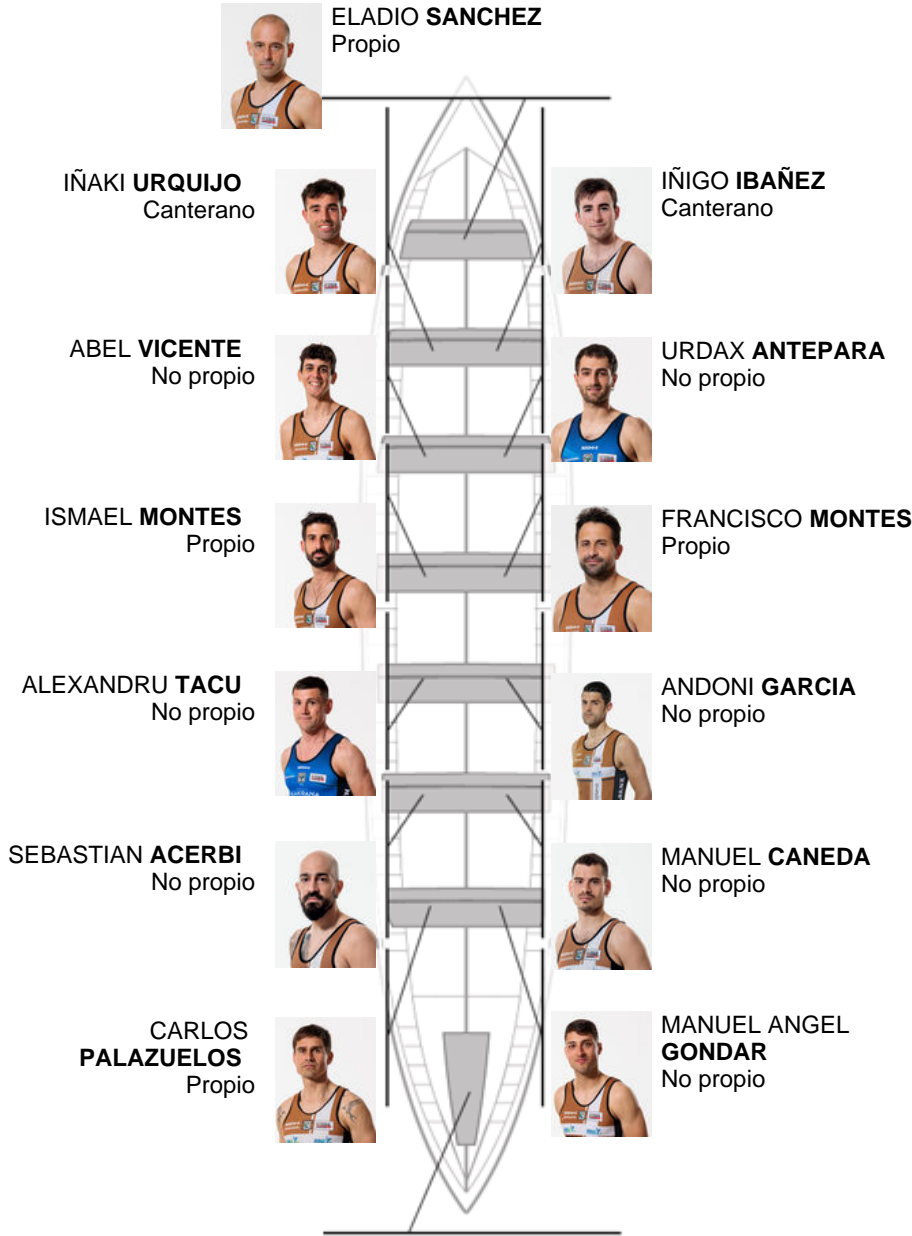 ELADIO SANCHEZ
Propio
IÑAKI URQUIJO
Canterano
IÑIGO IBAÑEZ
Canterano
ABEL VICENTE
No propio
URDAX ANTEPARA
No propio
ISMAEL MONTES
Propio
FRANCISCO MONTES
Propio
ALEXANDRU TACU
No propio
ANDONI GARCIA
No propio
SEBASTIAN ACERBI
No propio
MANUEL CANEDA
No propio
CARLOS
PALAZUELOS
Propio
MANUEL ANGEL
GONDAR
No propio